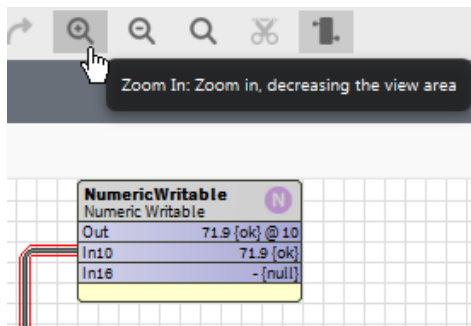 Zoom In: Zoom in, decreasing the view area
NumericWritable
N
Numeric Writable
Out 71.9 {ok} @ 10
In10 71.9 {ok}
In16 - {null}